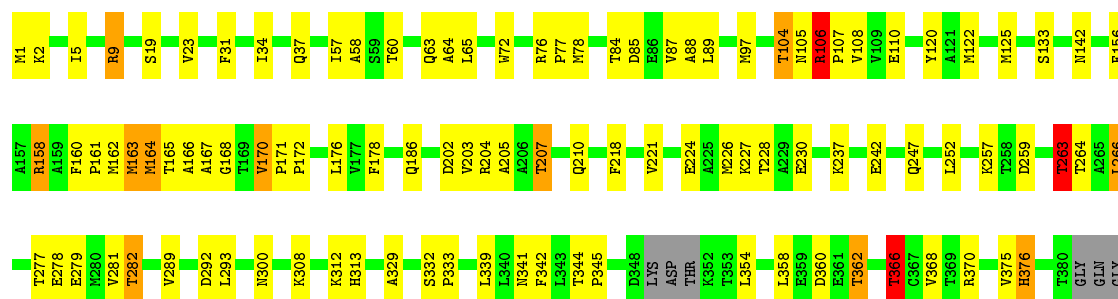 M1 K2 I5 R9 S19 V23 F31 I34 Q37 I57 A58 S59 T60 Q63 A64 L65 W72 R76 P77 M78 T84 D85 E86 V87 A88 L89 M97 T104 N105 R106 P107 V108 V109 E110 Y120 A121 M122 M125 S133 N142
A157 R158 A159 F160 P161 M162 M163 M164 T165 A166 A167 G168 T169 V170 P171 P172 L176 V177 F178 Q186 D202 V203 R204 A205 A206 T207 Q210 F218 V221 E224 A225 M226 K227 T228 A229 E230 K237 E242 Q247 L252 K257 T258 D259 T263 T264 A265 L266
T277 E278 E279 M280 V281 T282 V289 D292 L293 N300 K308 K312 H313 A329 S332 P333 L339 L340 N341 F342 L343 T344 P345 D348 LYS ASP THR K352 T353 L354 L358 E359 D360 E361 T362 T366 C367 V368 T369 R370 V375 H376 T380 GLY GLN